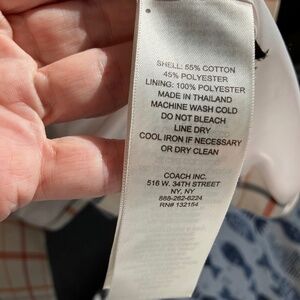 SHELL: 55% COTTON
45% POLYESTER
LINING: 100% POLYESTER
MADE IN THAILAND
MACHINE WASH COLD
DO NOT BLEACH
LINE DRY
COOL IRON IF NECESSARY
OR DRY CLEAN
COACH INC.
516 W. 34TH STREET
NY, NY
888-262-6224
RN# 132154